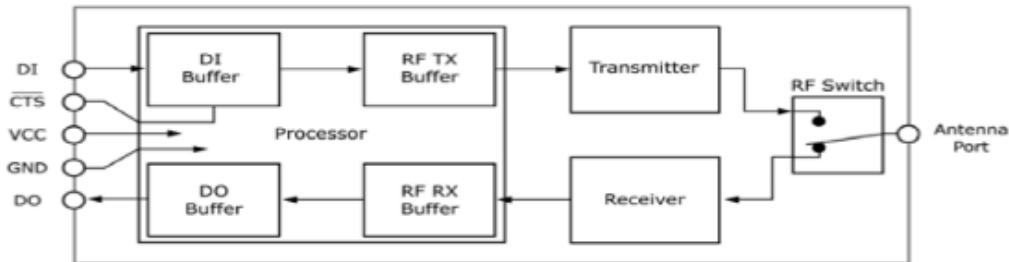 DI
C̅T̅S̅
VCC
GND
DO
DI
Buffer
RF TX
Buffer
Processor
DO
Buffer
RF RX
Buffer
Transmitter
Receiver
RF Switch
Antenna
Port